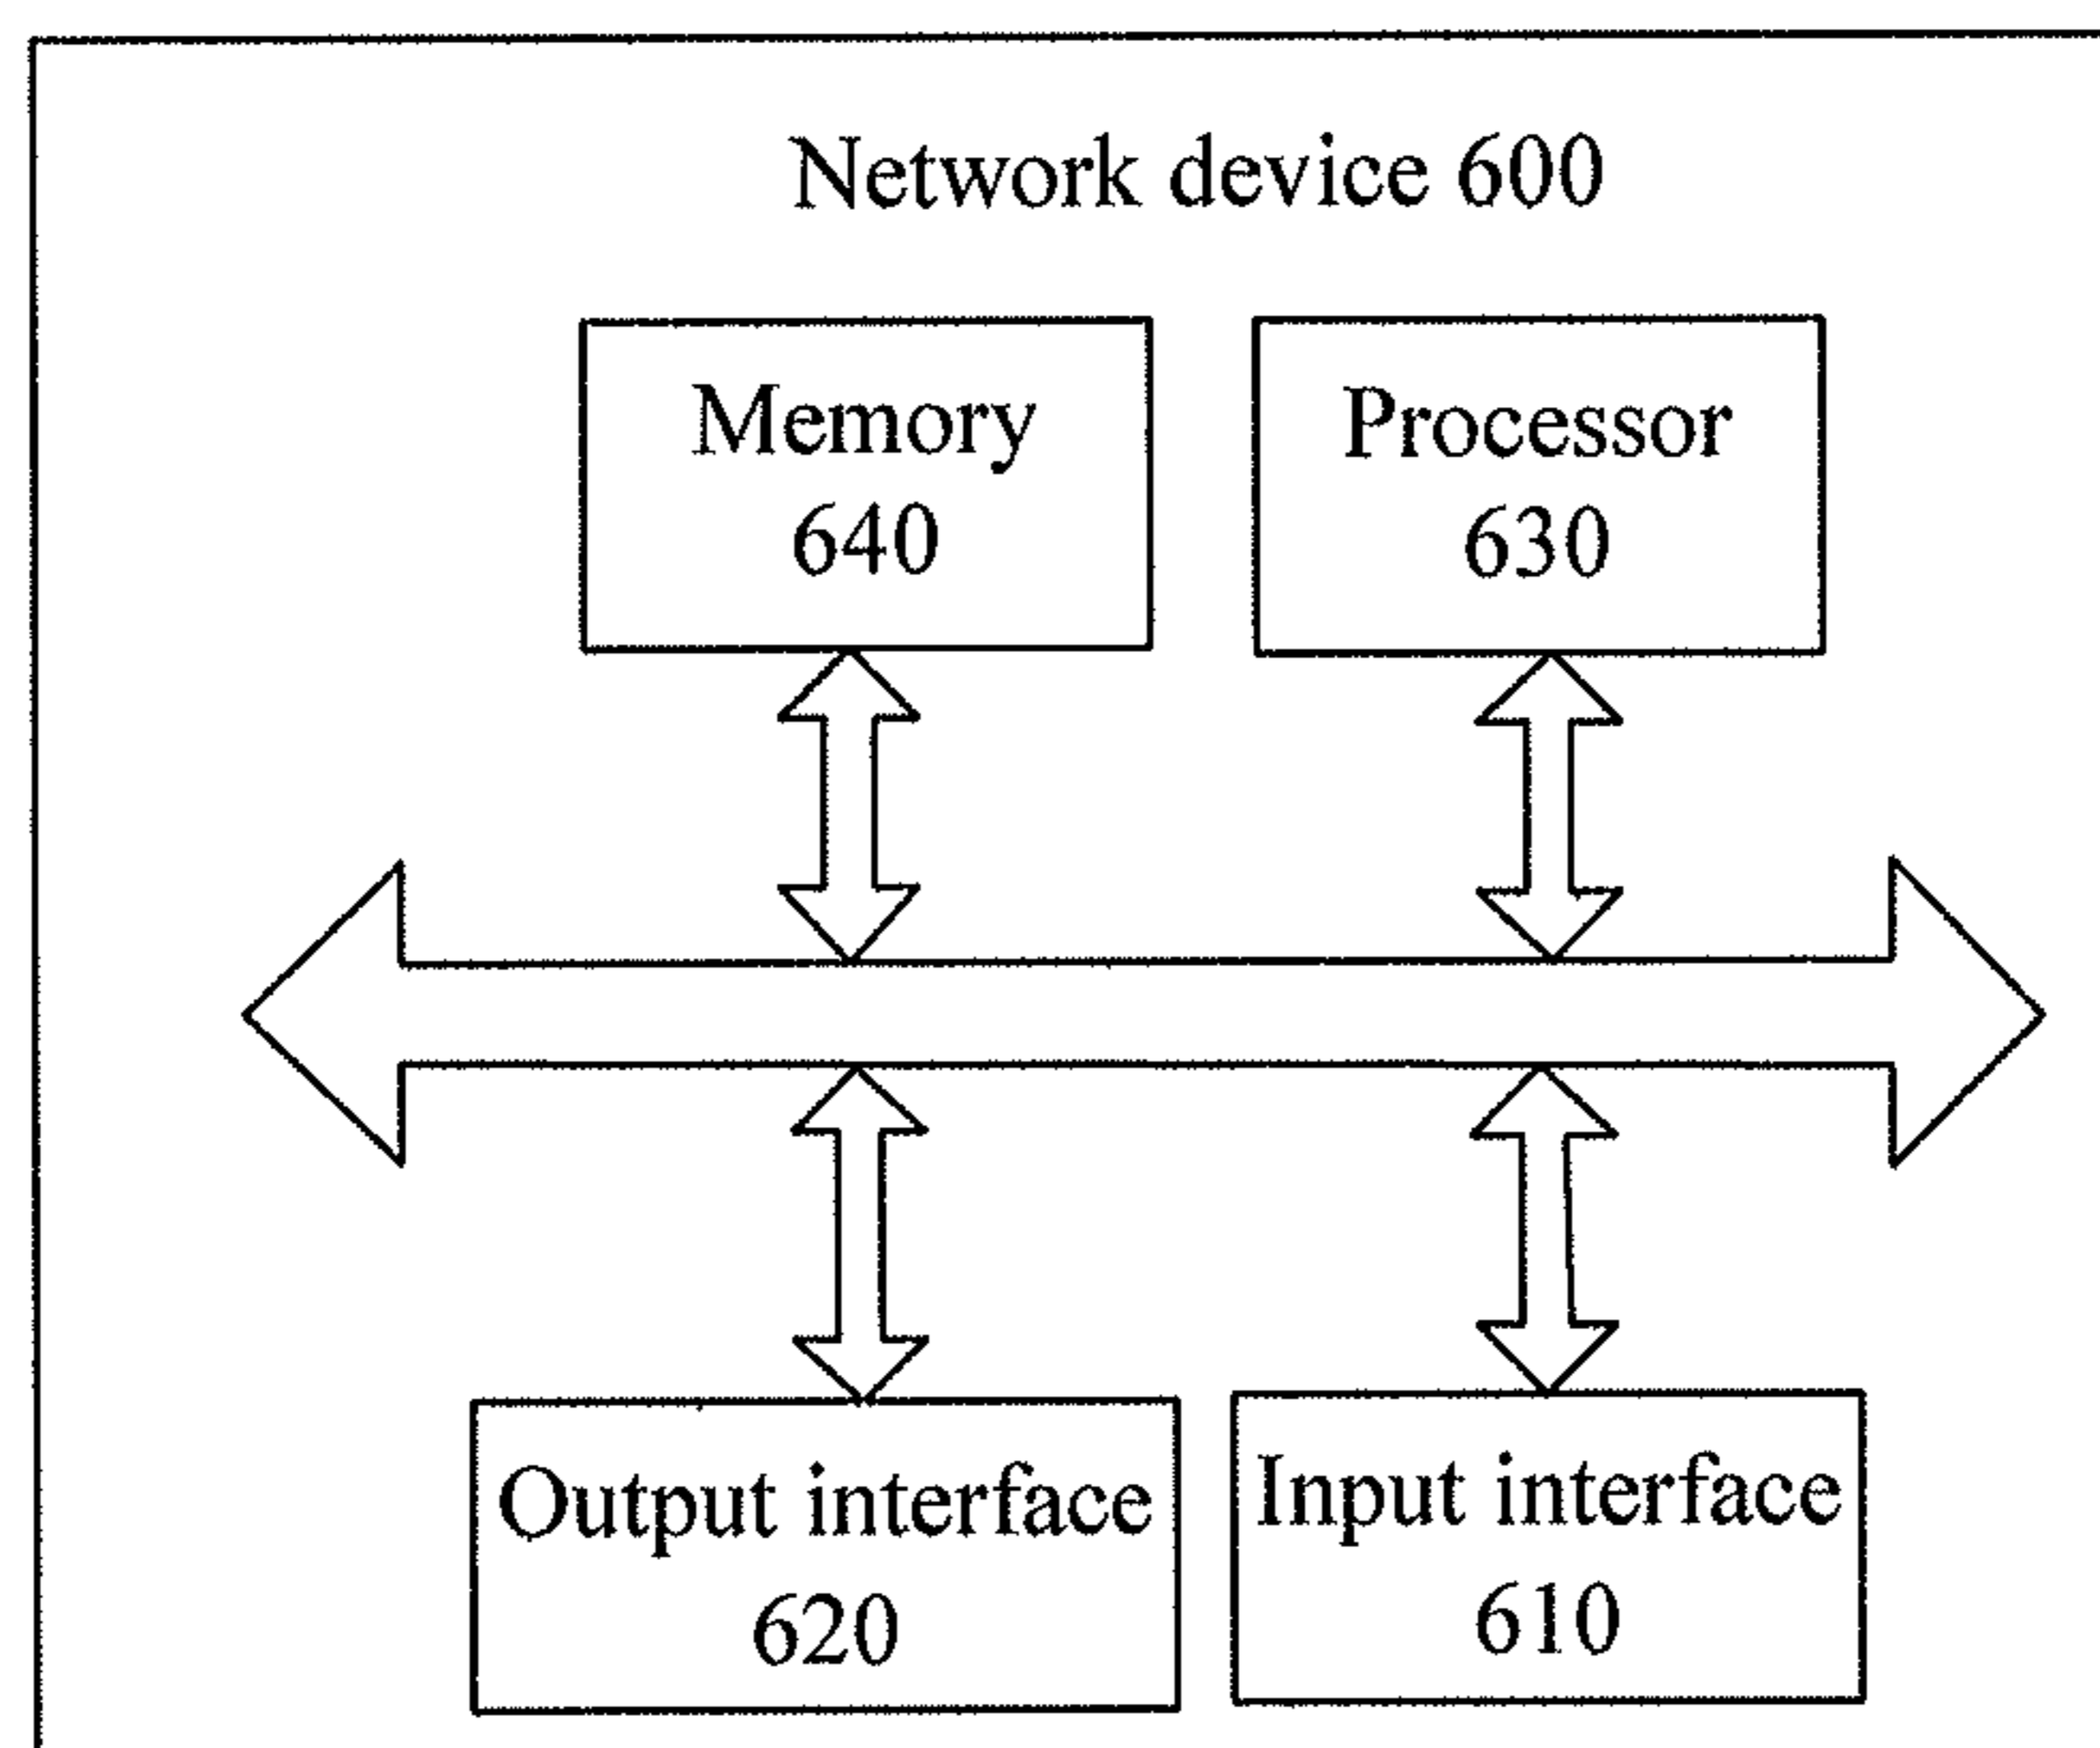 Network device 600
Memory
640
Processor
630
Output interface
620
Input interface
610